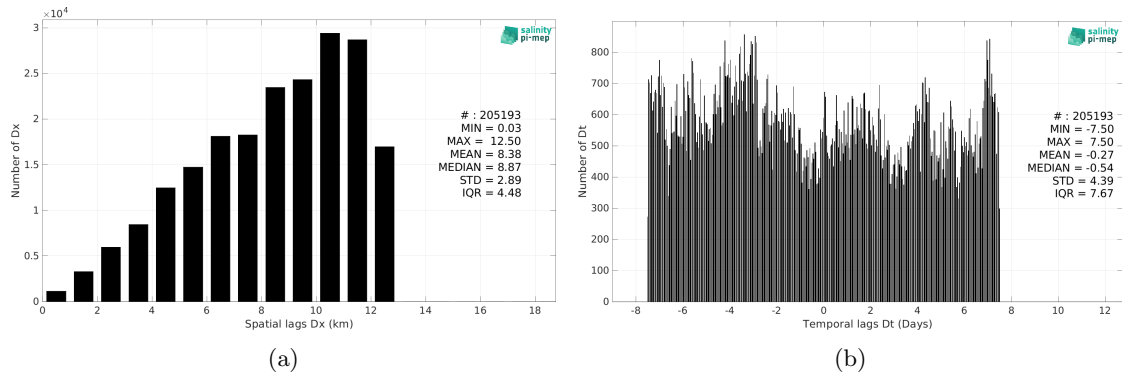 ×10⁴
3
2.5
2
1.5
1
0.5
0
0 2 4 6 8 10 12 14 16 18
Number of Dx
Spatial lags Dx (km)
salinity
pi-mep
# : 205193
MIN = 0.03
MAX = 12.50
MEAN = 8.38
MEDIAN = 8.87
STD = 2.89
IQR = 4.48
(a)
800
700
600
500
400
300
200
100
0
-8 -6 -4 -2 0 2 4 6 8 10 12
Number of Dt
Temporal lags Dt (Days)
salinity
pi-mep
# : 205193
MIN = -7.50
MAX = 7.50
MEAN = -0.27
MEDIAN = -0.54
STD = 4.39
IQR = 7.67
(b)